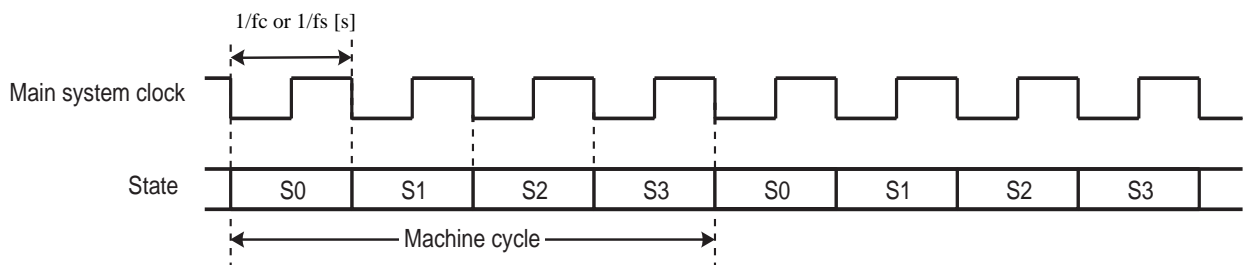 1/fc or 1/fs [s]
Main system clock
State S0 S1 S2 S3 S0 S1 S2 S3
Machine cycle